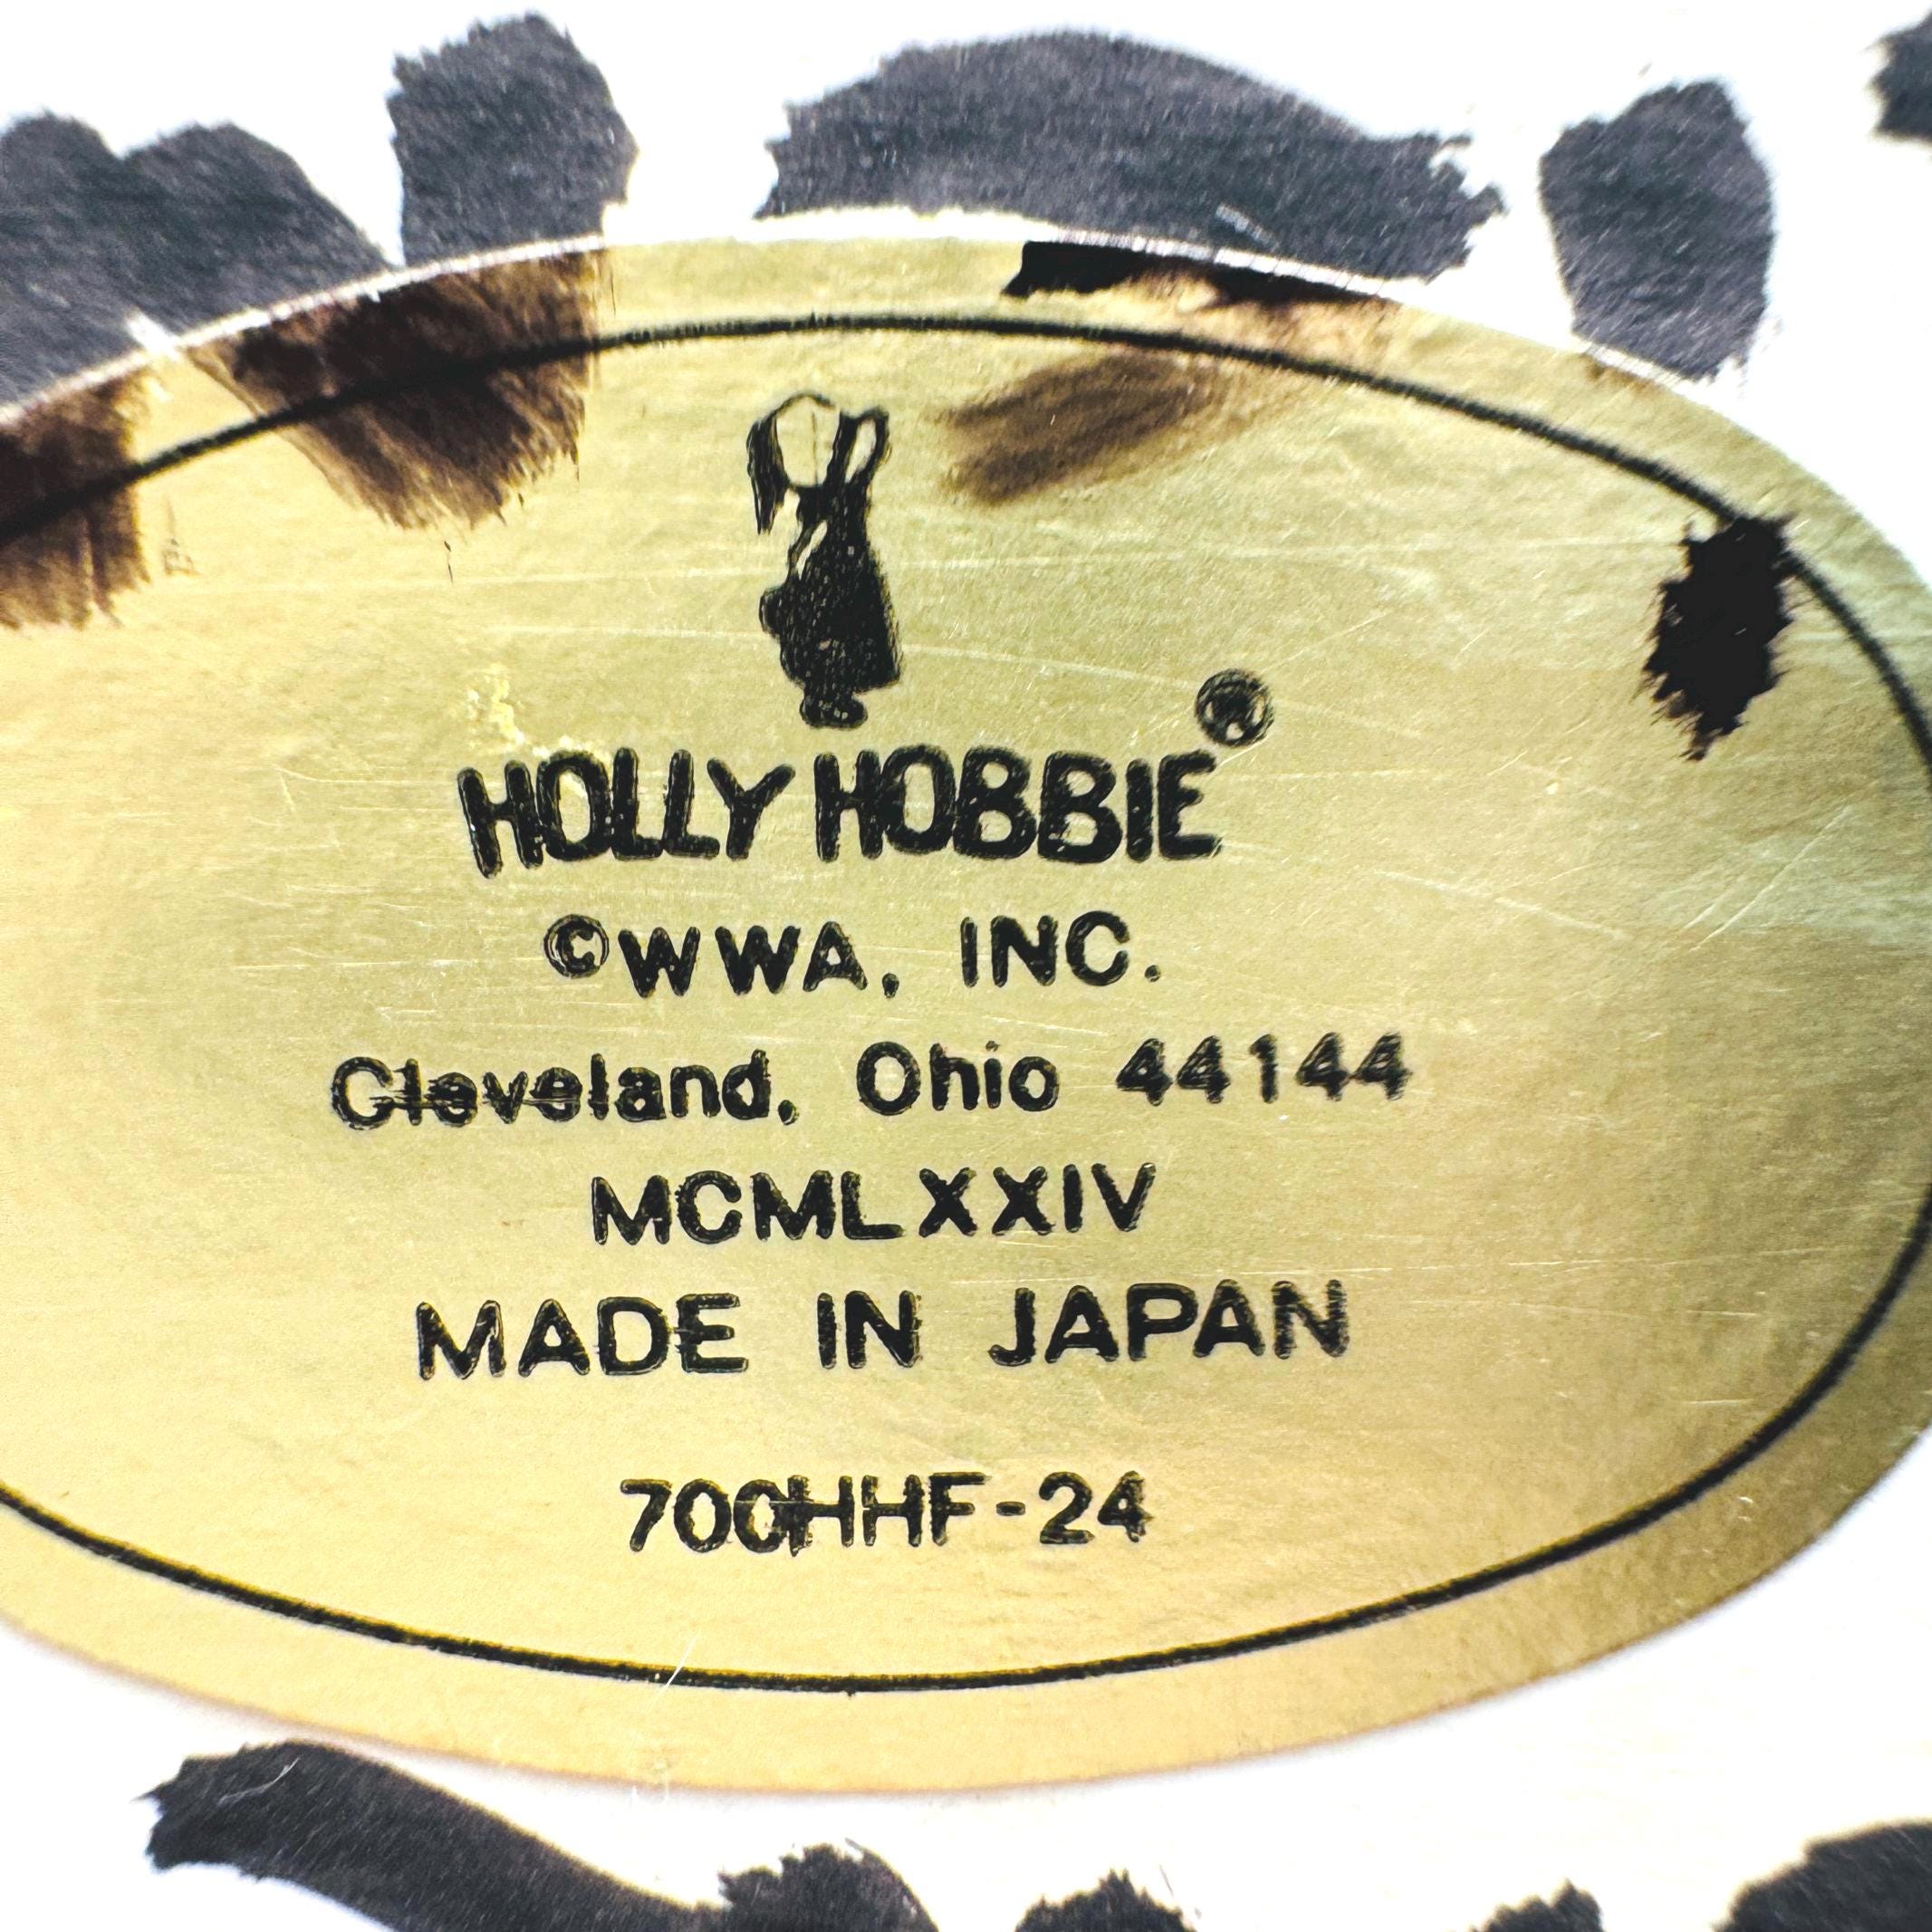 HOLLY HOBBIE®
©WWA, INC.
Cleveland, Ohio 44144
MCMLXXIV
MADE IN JAPAN
700HHF-24